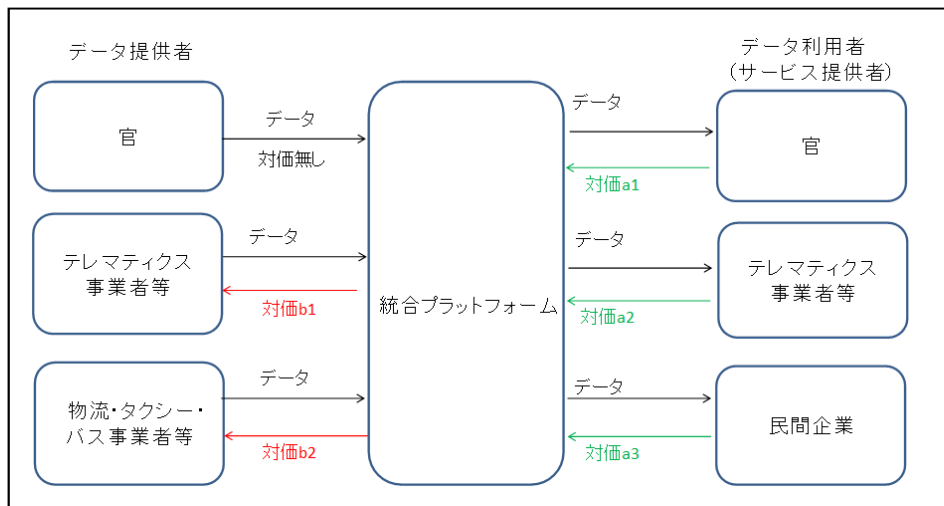 データ提供者
官
データ
対価無し
テレマティクス
事業者等
データ
対価b1
物流・タクシー・
バス事業者等
データ
対価b2
統合プラットフォーム
データ利用者
(サービス提供者)
データ
対価a1
官
データ
対価a2
テレマティクス
事業者等
データ
対価a3
民間企業